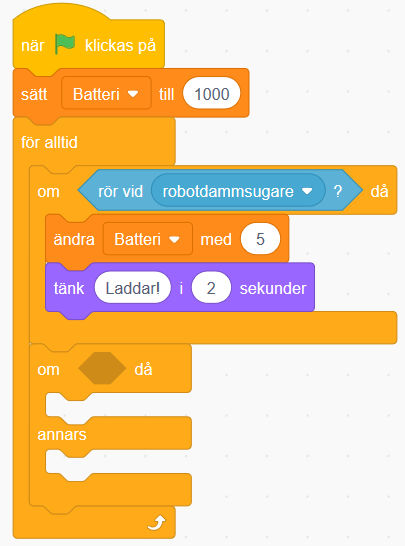 när klickas på
sätt Batteri till 1000
för alltid
om rör vid robotdammsugare ? då
ändra Batteri med 5
tänk Laddar! i 2 sekunder
om då
annars